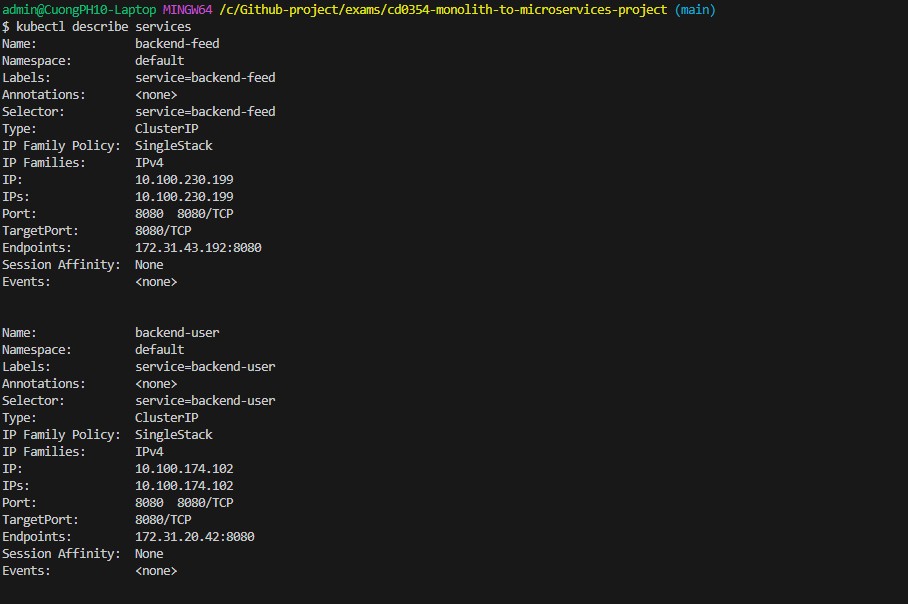 admin@CuongPH10-Laptop MINGW64 /c/Github-project/exams/cd0354-monolith-to-microservices-project (main)
$ kubectl describe services
Name:              backend-feed
Namespace:         default
Labels:            service=backend-feed
Annotations:       <none>
Selector:          service=backend-feed
Type:              ClusterIP
IP Family Policy:  SingleStack
IP Families:       IPv4
IP:                10.100.230.199
IPs:               10.100.230.199
Port:              8080  8080/TCP
TargetPort:        8080/TCP
Endpoints:         172.31.43.192:8080
Session Affinity:  None
Events:            <none>

Name:              backend-user
Namespace:         default
Labels:            service=backend-user
Annotations:       <none>
Selector:          service=backend-user
Type:              ClusterIP
IP Family Policy:  SingleStack
IP Families:       IPv4
IP:                10.100.174.102
IPs:               10.100.174.102
Port:              8080  8080/TCP
TargetPort:        8080/TCP
Endpoints:         172.31.20.42:8080
Session Affinity:  None
Events:            <none>